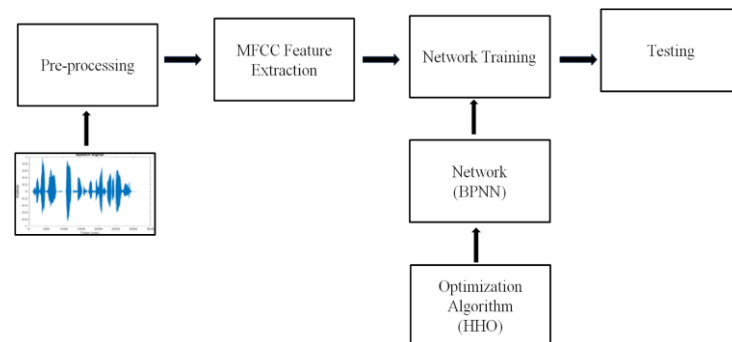 Pre-processing
MFCC Feature
Extraction
Network Training
Testing
Network
(BPNN)
Optimization
Algorithm
(HHO)